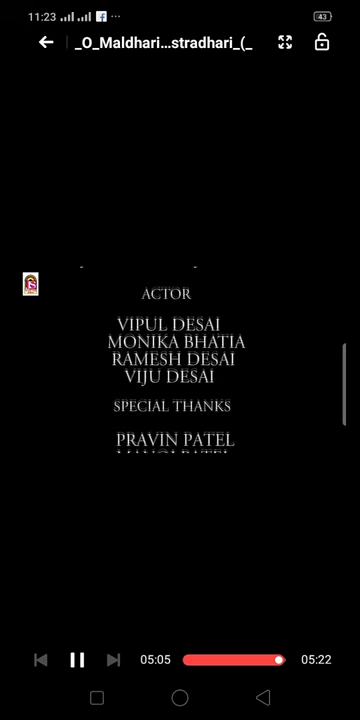 11:23 ... 43
_O_Maldhari...stradhari_(_
ACTOR
VIPUL DESAI
MONIKA BHATIA
RAMESH DESAI
VIJU DESAI
SPECIAL THANKS
PRAVIN PATEL
05:05 05:22